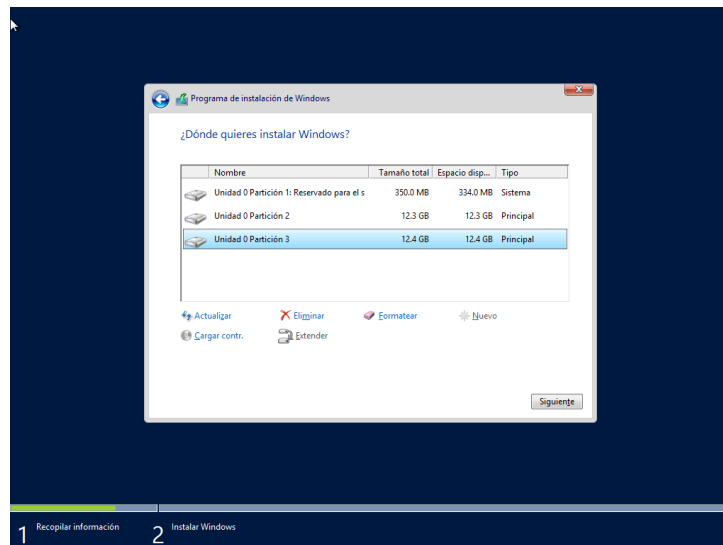 Programa de instalación de Windows
¿Dónde quieres instalar Windows?
Nombre Tamaño total Espacio disp... Tipo
Unidad 0 Partición 1: Reservado para el s 350.0 MB 334.0 MB Sistema
Unidad 0 Partición 2 12.3 GB 12.3 GB Principal
Unidad 0 Partición 3 12.4 GB 12.4 GB Principal
Actualizar Eliminar Formatear Nuevo
Cargar contr. Extender
Siguiente
1 Recopilar información 2 Instalar Windows